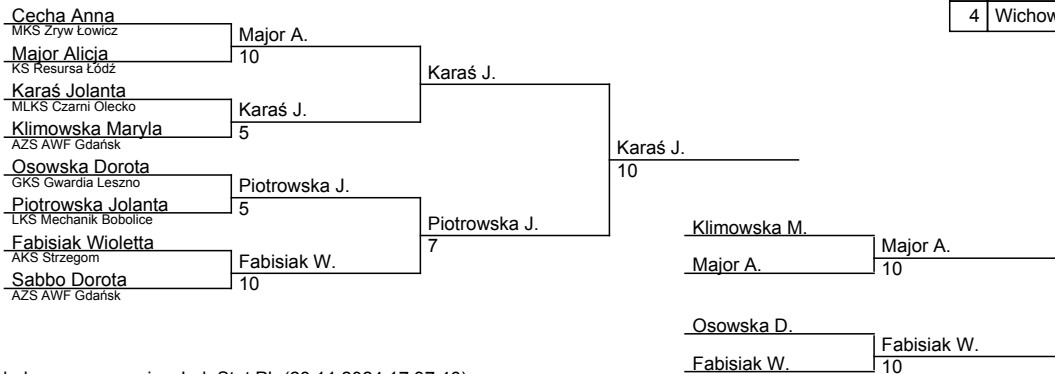 Cecha Anna
MKS Zryw Łowicz
Major Alicja
KS Resursa Łódź
Karaś Jolanta
MLKS Czarni Olecko
Klimowska Maryla
AZS AWF Gdańsk
Osowska Dorota
GKS Gwardia Leszno
Piotrowska Jolanta
LKS Mechanik Bobolice
Fabisiak Wioletta
AKS Strzegom
Sabbo Dorota
AZS AWF Gdańsk
Major A.
10
Karaś J.
5
Piotrowska J.
5
Fabisiak W.
10
Karaś J.
Piotrowska J.
7
Karaś J.
10
4
Klimowska M.
Major A.
Major A.
10
Osowska D.
Fabisiak W.
Fabisiak W.
10